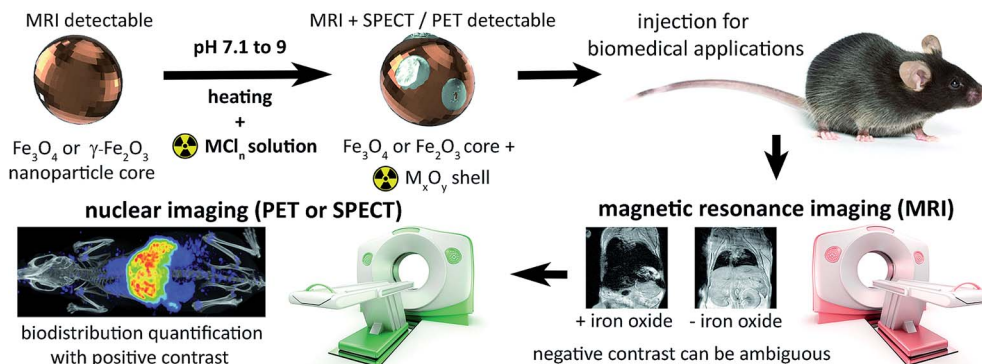 MRI detectable
Fe₃O₄ or γ-Fe₂O₃
nanoparticle core
pH 7.1 to 9
heating
+
MClₙ solution
MRI + SPECT / PET detectable
Fe₃O₄ or Fe₂O₃ core +
MₓOᵧ shell
injection for
biomedical applications
magnetic resonance imaging (MRI)
+ iron oxide
- iron oxide
negative contrast can be ambiguous
nuclear imaging (PET or SPECT)
biodistribution quantification
with positive contrast